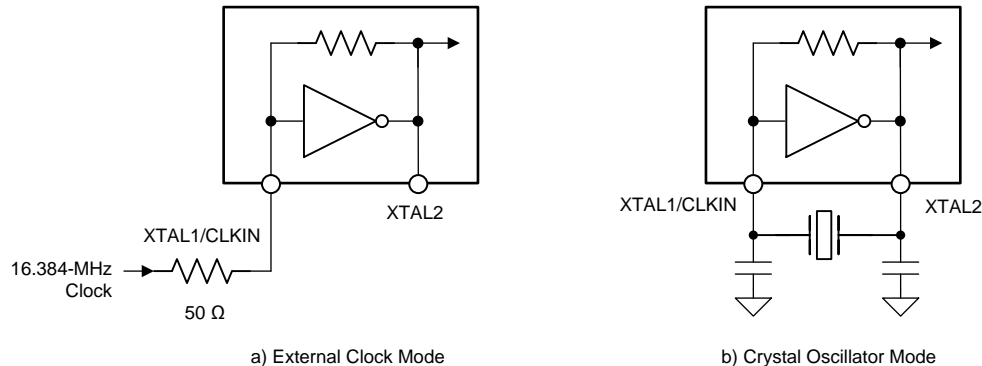 XTAL2
XTAL1/CLKIN
16.384-MHz
Clock
50 Ω
a) External Clock Mode
XTAL1/CLKIN
XTAL2
b) Crystal Oscillator Mode